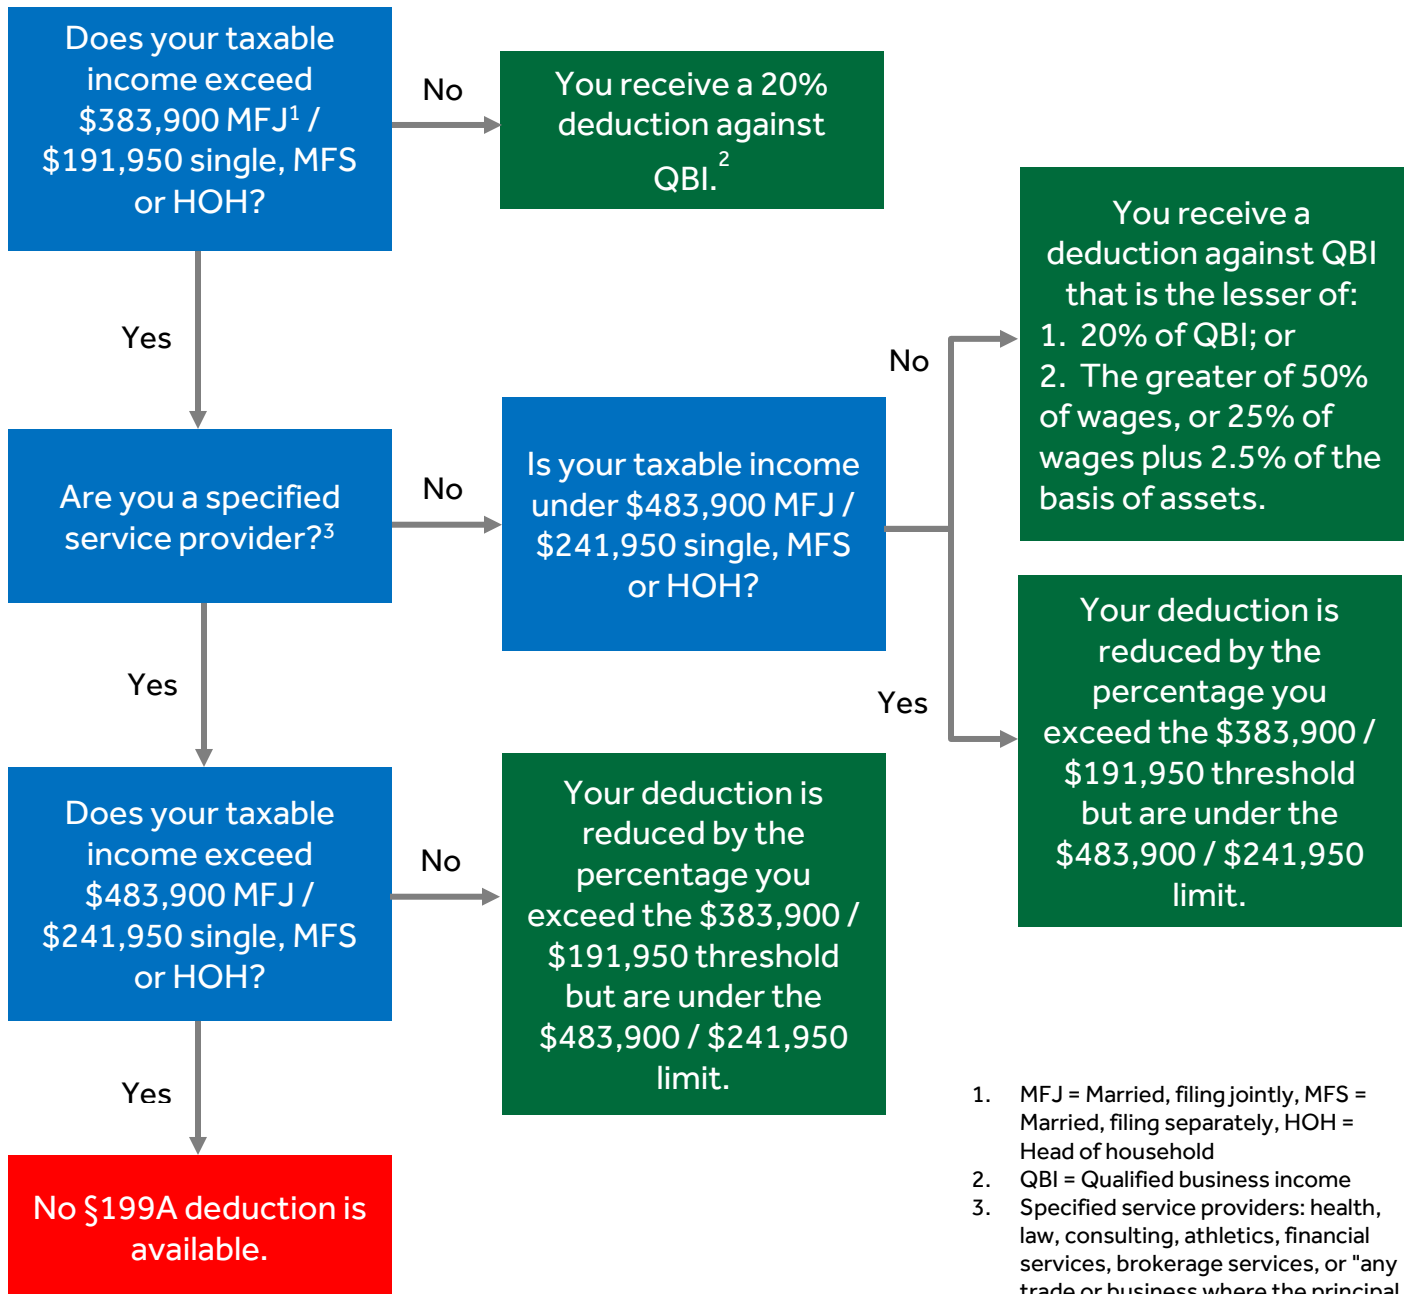 Does your taxable
income exceed
$383,900 MFJ¹ /
$191,950 single, MFS
or HOH?
No
You receive a 20%
deduction against
QBI.²
Yes
You receive a
deduction against QBI
that is the lesser of:
1. 20% of QBI; or
2. The greater of 50%
of wages, or 25% of
wages plus 2.5% of the
basis of assets.
Are you a specified
service provider?³
No
Is your taxable income
under $483,900 MFJ /
$241,950 single, MFS
or HOH?
No
Yes
Your deduction is
reduced by the
percentage you
exceed the $383,900 /
$191,950 threshold
but are under the
$483,900 / $241,950
limit.
Yes
Does your taxable
income exceed
$483,900 MFJ /
$241,950 single, MFS
or HOH?
No
Your deduction is
reduced by the
percentage you
exceed the $383,900 /
$191,950 threshold
but are under the
$483,900 / $241,950
limit.
Yes
No §199A deduction is
available.
1. MFJ = Married, filing jointly, MFS =
Married, filing separately, HOH =
Head of household
2. QBI = Qualified business income
3. Specified service providers: health,
law, consulting, athletics, financial
services, brokerage services, or "any
trade or business where the principal